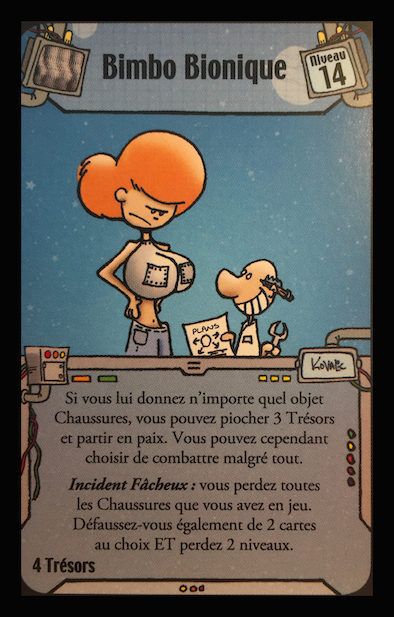 Bimbo Bionique
Niveau
14
PLANS
KOVALIC
Si vous lui donnez n'importe quel objet
Chaussures, vous pouvez piocher 3 Trésors
et partir en paix. Vous pouvez cependant
choisir de combattre malgré tout.
Incident Fâcheux : vous perdez toutes
les Chaussures que vous avez en jeu.
Défaussez-vous également de 2 cartes
au choix ET perdez 2 niveaux.
4 Trésors